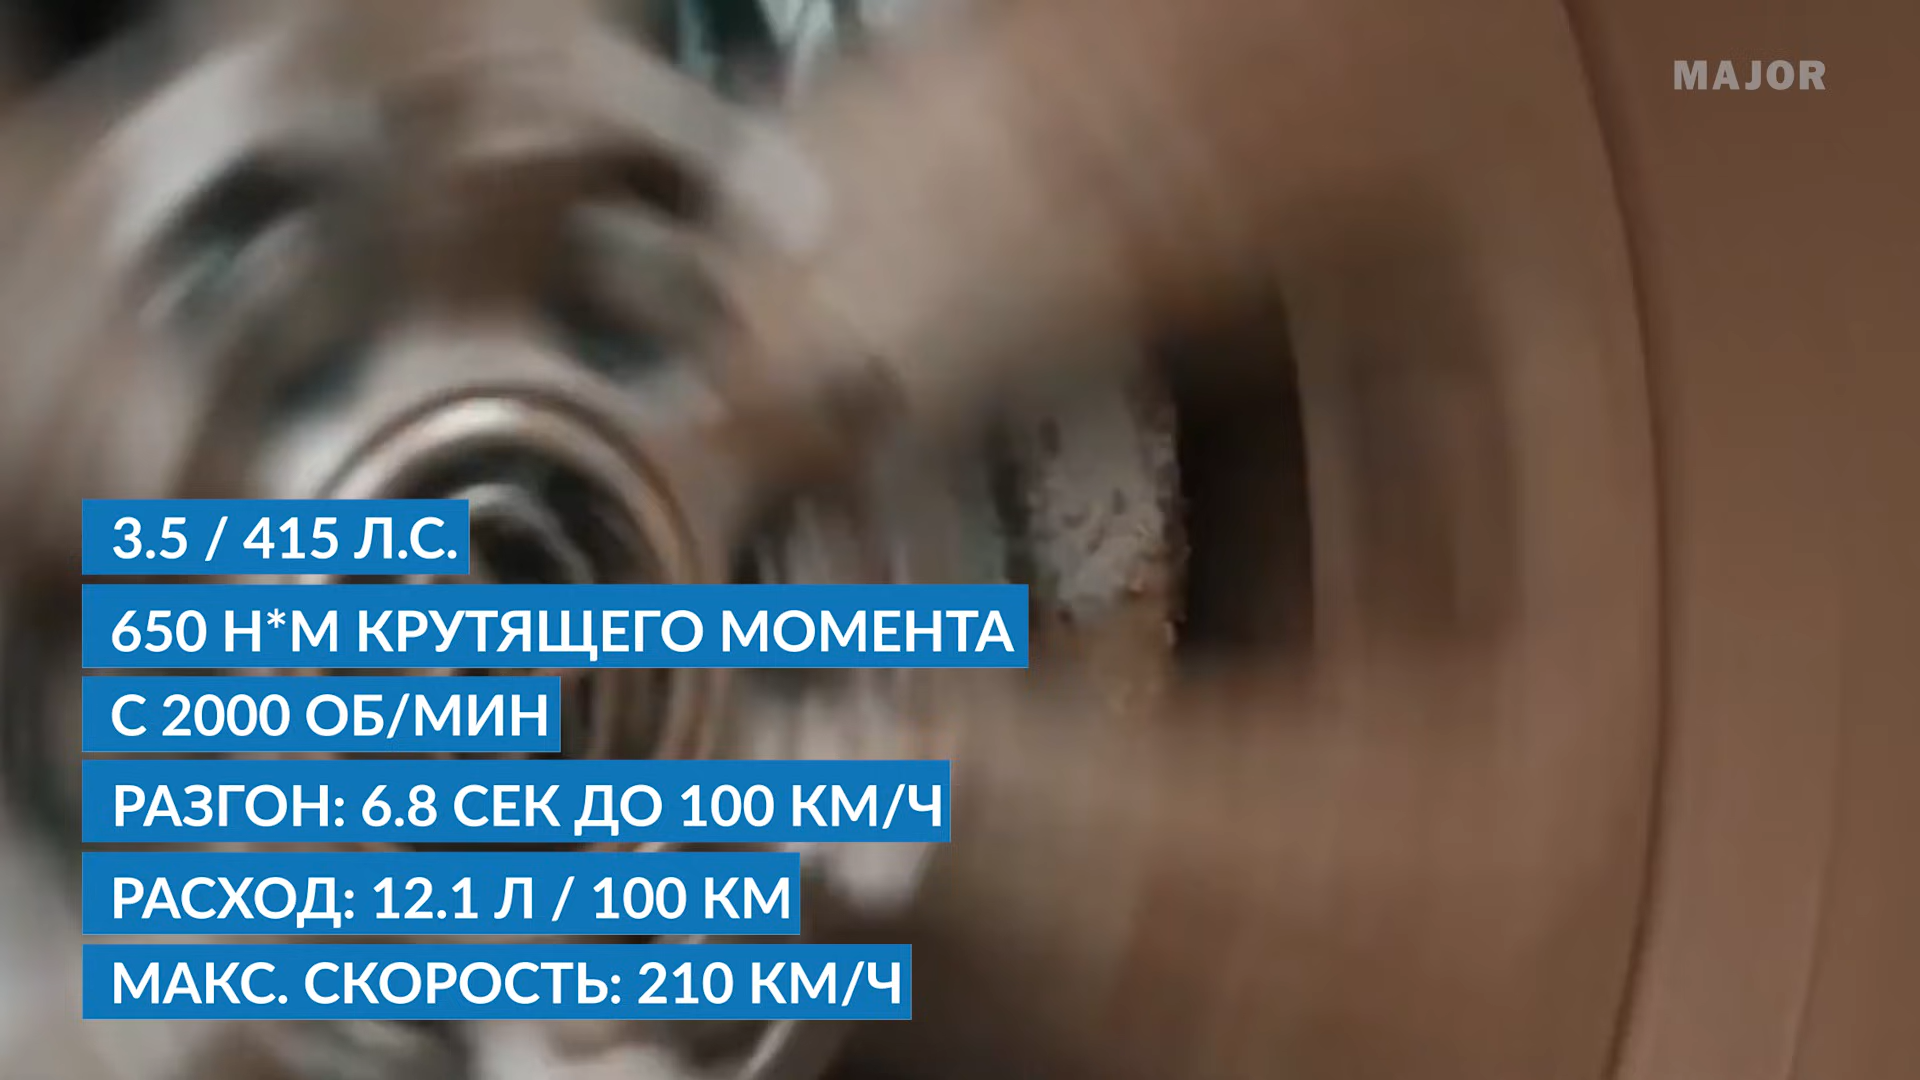 MAJOR
3.5 / 415 Л.С.
650 Н*М КРУТЯЩЕГО МОМЕНТА
С 2000 ОБ/МИН
РАЗГОН: 6.8 СЕК ДО 100 КМ/Ч
РАСХОД: 12.1 Л / 100 КМ
МАКС. СКОРОСТЬ: 210 КМ/Ч